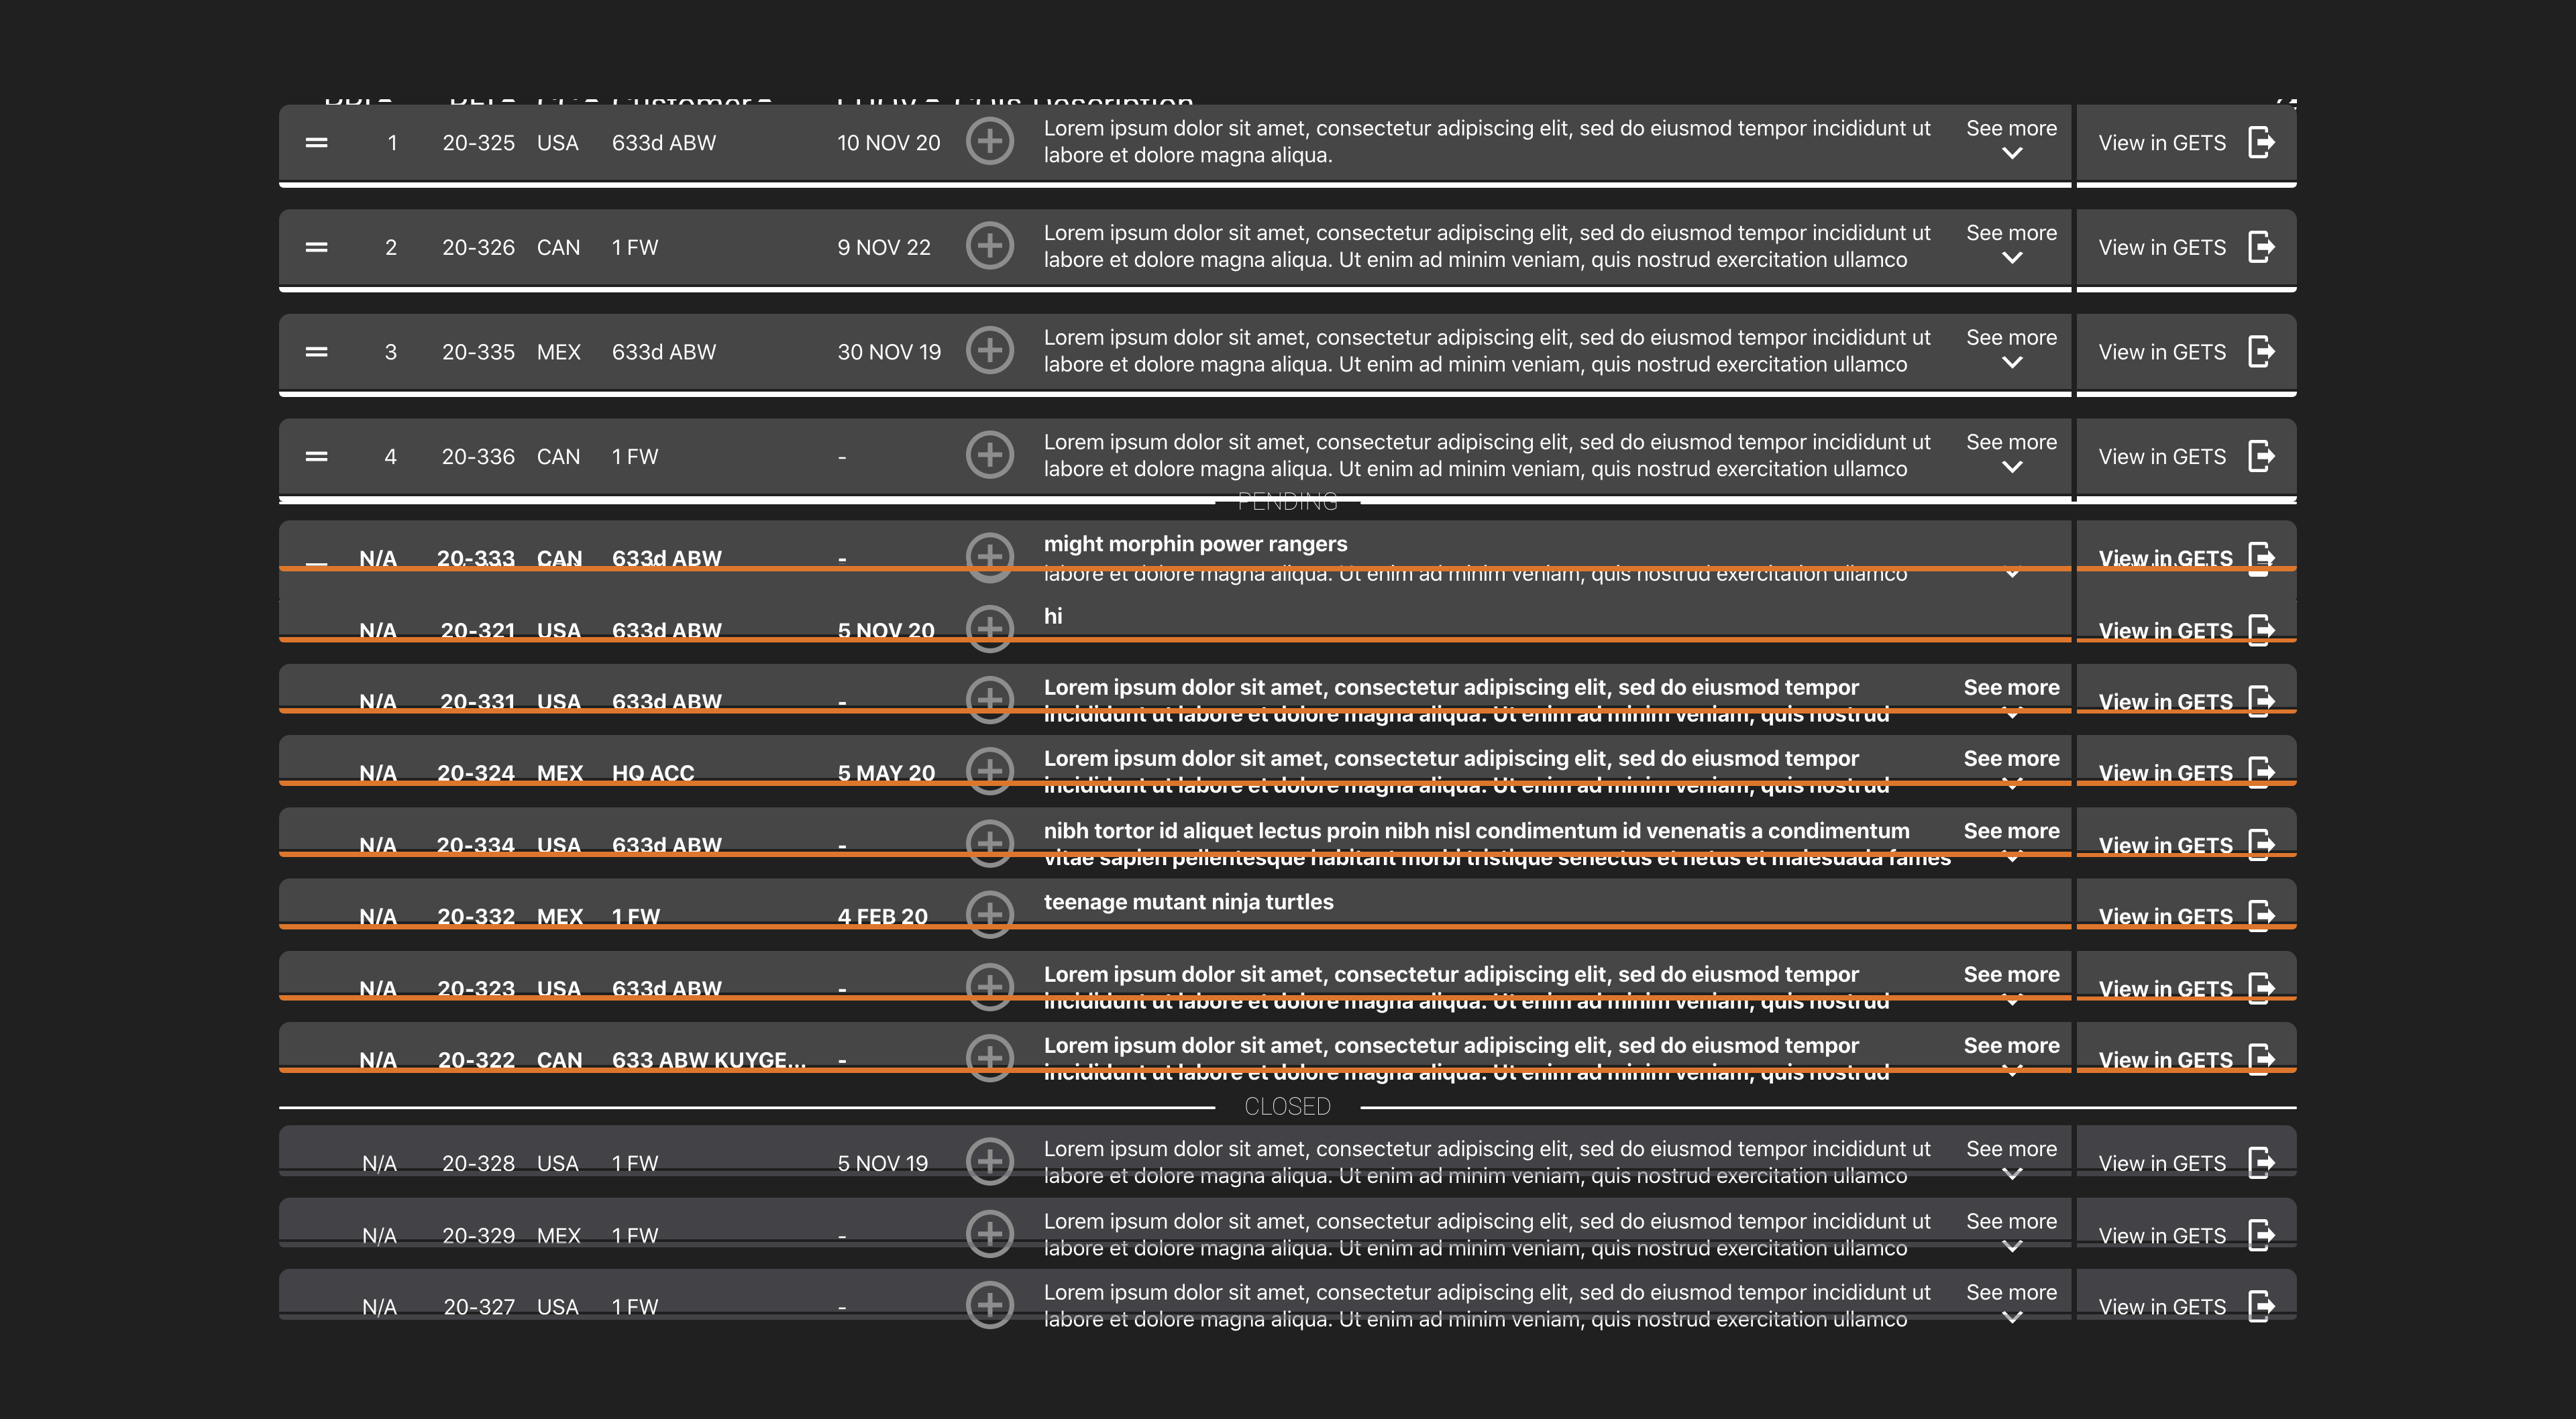 Customer Description
1 20-325 USA 633d ABW 10 NOV 20 Lorem ipsum dolor sit amet, consectetur adipiscing elit, sed do eiusmod tempor incididunt ut See more View in GETS
labore et dolore magna aliqua.
2 20-326 CAN 1 FW 9 NOV 22 Lorem ipsum dolor sit amet, consectetur adipiscing elit, sed do eiusmod tempor incididunt ut See more View in GETS
labore et dolore magna aliqua. Ut enim ad minim veniam, quis nostrud exercitation ullamco
3 20-335 MEX 633d ABW 30 NOV 19 Lorem ipsum dolor sit amet, consectetur adipiscing elit, sed do eiusmod tempor incididunt ut See more View in GETS
labore et dolore magna aliqua. Ut enim ad minim veniam, quis nostrud exercitation ullamco
4 20-336 CAN 1 FW - Lorem ipsum dolor sit amet, consectetur adipiscing elit, sed do eiusmod tempor incididunt ut See more View in GETS
labore et dolore magna aliqua. Ut enim ad minim veniam, quis nostrud exercitation ullamco
PENDING
N/A 20-333 CAN 633d ABW - might morphin power rangers View in GETS
labore et dolore magna aliqua. Ut enim ad minim veniam, quis nostrud exercitation ullamco
N/A 20-321 USA 633d ABW 5 NOV 20 hi View in GETS
N/A 20-331 USA 633d ABW - Lorem ipsum dolor sit amet, consectetur adipiscing elit, sed do eiusmod tempor See more View in GETS
incididunt ut labore et dolore magna aliqua. Ut enim ad minim veniam, quis nostrud
N/A 20-324 MEX HQ ACC 5 MAY 20 Lorem ipsum dolor sit amet, consectetur adipiscing elit, sed do eiusmod tempor See more View in GETS
incididunt ut labore et dolore magna aliqua. Ut enim ad minim veniam, quis nostrud
N/A 20-334 USA 633d ABW - nibh tortor id aliquet lectus proin nibh nisl condimentum id venenatis a condimentum See more View in GETS
vitae sapien pellentesque habitant morbi tristique senectus et netus et malesuada fames
N/A 20-332 MEX 1 FW 4 FEB 20 teenage mutant ninja turtles View in GETS
N/A 20-323 USA 633d ABW - Lorem ipsum dolor sit amet, consectetur adipiscing elit, sed do eiusmod tempor See more View in GETS
incididunt ut labore et dolore magna aliqua. Ut enim ad minim veniam, quis nostrud
N/A 20-322 CAN 633 ABW KUYGE... - Lorem ipsum dolor sit amet, consectetur adipiscing elit, sed do eiusmod tempor See more View in GETS
incididunt ut labore et dolore magna aliqua. Ut enim ad minim veniam, quis nostrud
CLOSED
N/A 20-328 USA 1 FW 5 NOV 19 Lorem ipsum dolor sit amet, consectetur adipiscing elit, sed do eiusmod tempor incididunt ut See more View in GETS
labore et dolore magna aliqua. Ut enim ad minim veniam, quis nostrud exercitation ullamco
N/A 20-329 MEX 1 FW - Lorem ipsum dolor sit amet, consectetur adipiscing elit, sed do eiusmod tempor incididunt ut See more View in GETS
labore et dolore magna aliqua. Ut enim ad minim veniam, quis nostrud exercitation ullamco
N/A 20-327 USA 1 FW - Lorem ipsum dolor sit amet, consectetur adipiscing elit, sed do eiusmod tempor incididunt ut See more View in GETS
labore et dolore magna aliqua. Ut enim ad minim veniam, quis nostrud exercitation ullamco